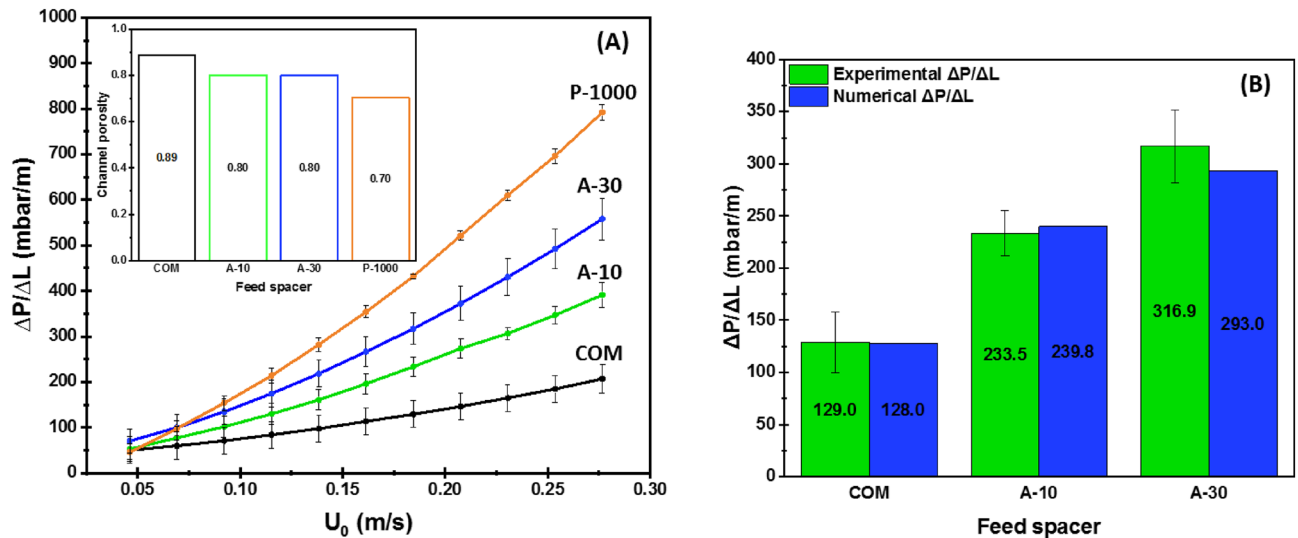 (A)
ΔP/ΔL (mbar/m)
1000
900
800
700
600
500
400
300
200
100
0
0.05
0.10
0.15
0.20
0.25
0.30
U₀ (m/s)
P-1000
A-30
A-10
COM
Channel porosity
1.0
0.8
0.6
0.4
0.2
0.0
0.89
0.80
0.80
0.70
COM
A-10
A-30
P-1000
Feed spacer
(B)
Experimental ΔP/ΔL
Numerical ΔP/ΔL
ΔP/ΔL (mbar/m)
400
350
300
250
200
150
100
50
0
129.0
128.0
233.5
239.8
316.9
293.0
COM
A-10
A-30
Feed spacer